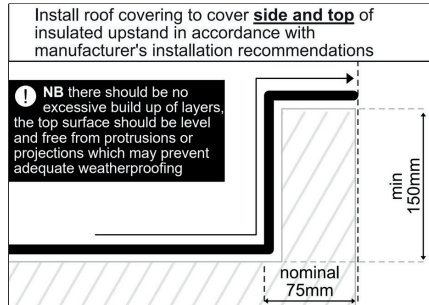 Install roof covering to cover side and top of
insulated upstand in accordance with
manufacturer's installation recommendations
! NB there should be no
excessive build up of layers,
the top surface should be level
and free from protrusions or
projections which may prevent
adequate weatherproofing
min
150mm
nominal
75mm